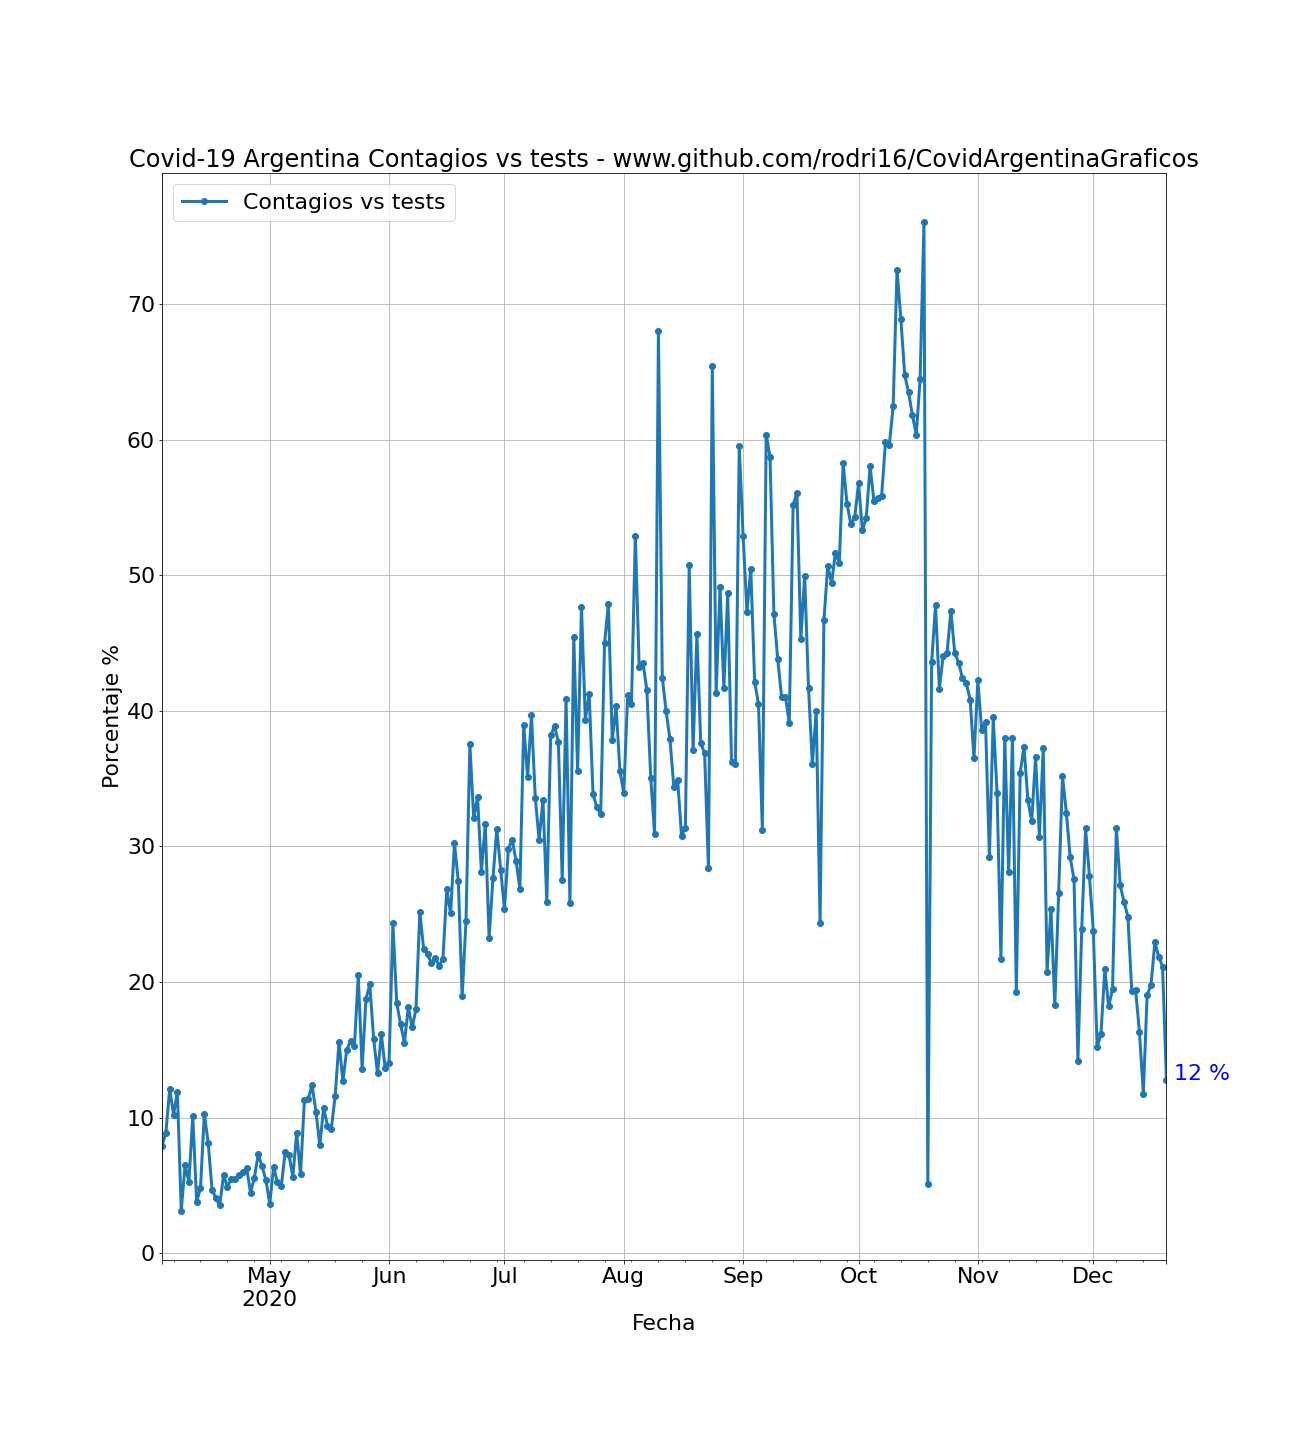 Covid-19 Argentina Contagios vs tests - www.github.com/rodri16/CovidArgentinaGraficos
Contagios vs tests
70
60
50
40
30
20
10
0
Porcentaje %
12 %
May Jun Jul Aug Sep Oct Nov Dec
2020
Fecha